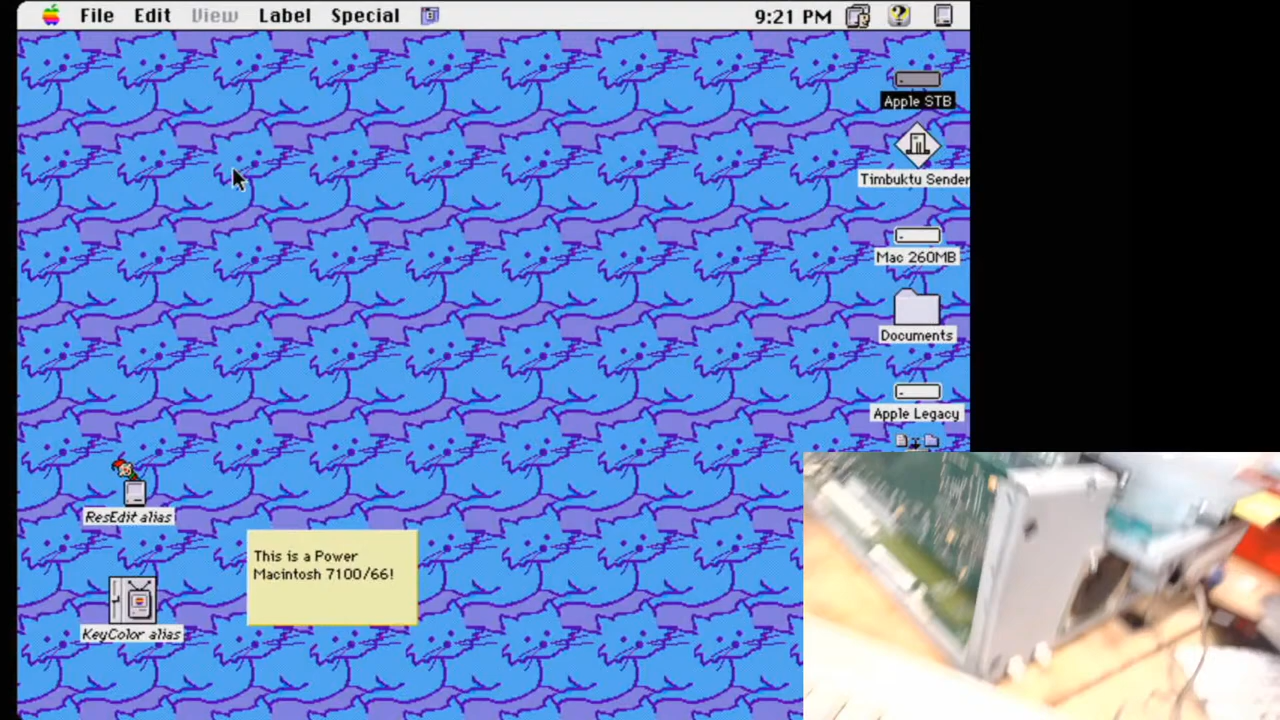 File Edit View Label Special 9:21 PM
Apple STB
Timbuktu Sender
Mac 260MB
Documents
Apple Legacy
ResEdit alias
This is a Power
Macintosh 7100/66!
KeyColor alias